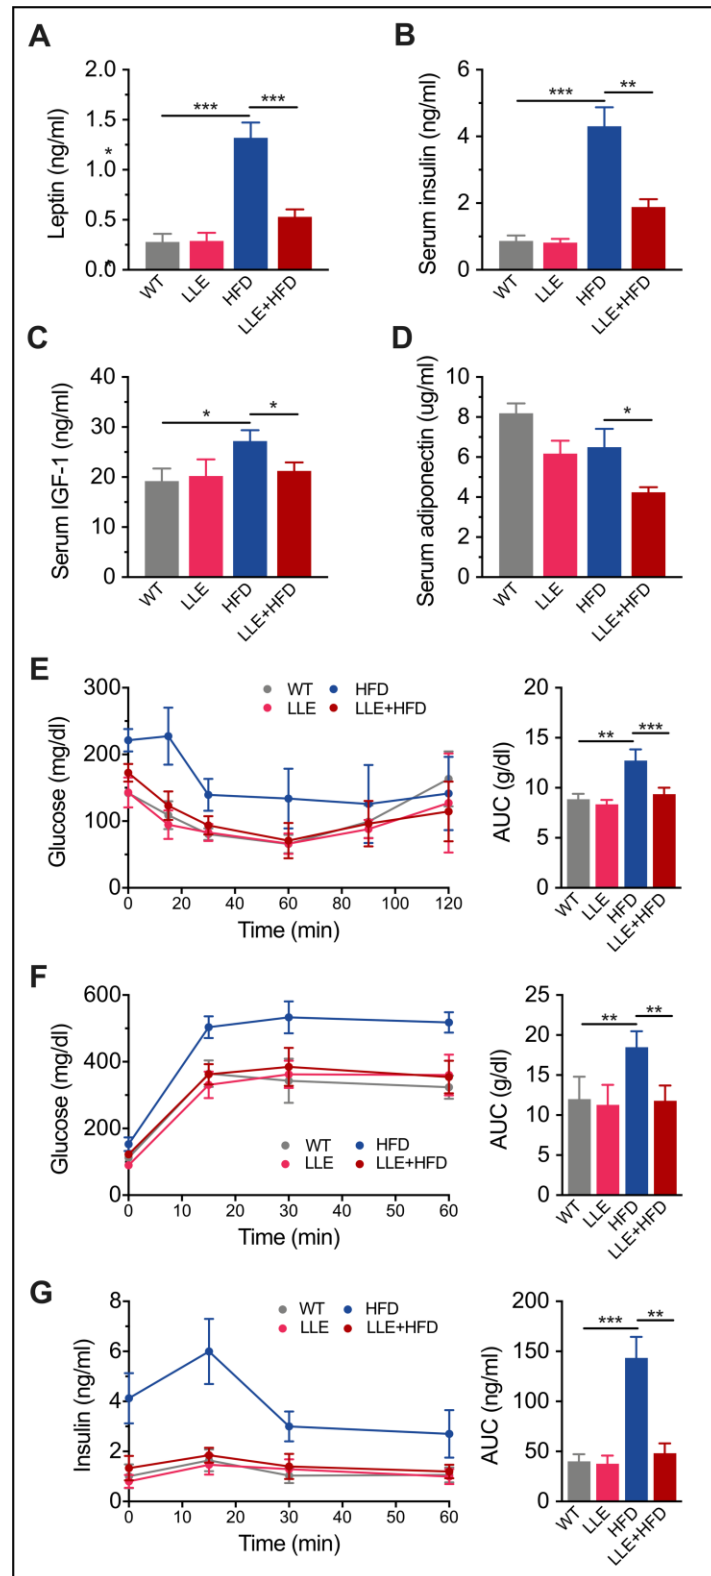 A
Leptin (ng/ml)
2.0
1.5
1.0
0.5
0.0
*
*
*** ***
WT LLE HFD LLE+HFD
B
Serum insulin (ng/ml)
6
4
2
0
*** **
WT LLE HFD LLE+HFD
C
Serum IGF-1 (ng/ml)
40
30
20
10
0
* *
WT LLE HFD LLE+HFD
D
Serum adiponectin (ug/ml)
10
8
6
4
2
0
*
WT LLE HFD LLE+HFD
E
Glucose (mg/dl)
300
200
100
0
WT HFD
LLE LLE+HFD
0 20 40 60 80 100 120
Time (min)
AUC (g/dl)
15
10
5
0
** ***
WT LLE HFD LLE+HFD
F
Glucose (mg/dl)
600
400
200
0
WT HFD
LLE LLE+HFD
0 10 20 30 40 50 60
Time (min)
AUC (g/dl)
25
20
15
10
5
0
** **
WT LLE HFD LLE+HFD
G
Insulin (ng/ml)
8
6
4
2
0
WT HFD
LLE LLE+HFD
0 10 20 30 40 50 60
Time (min)
AUC (ng/ml)
200
150
100
50
0
*** **
WT LLE HFD LLE+HFD